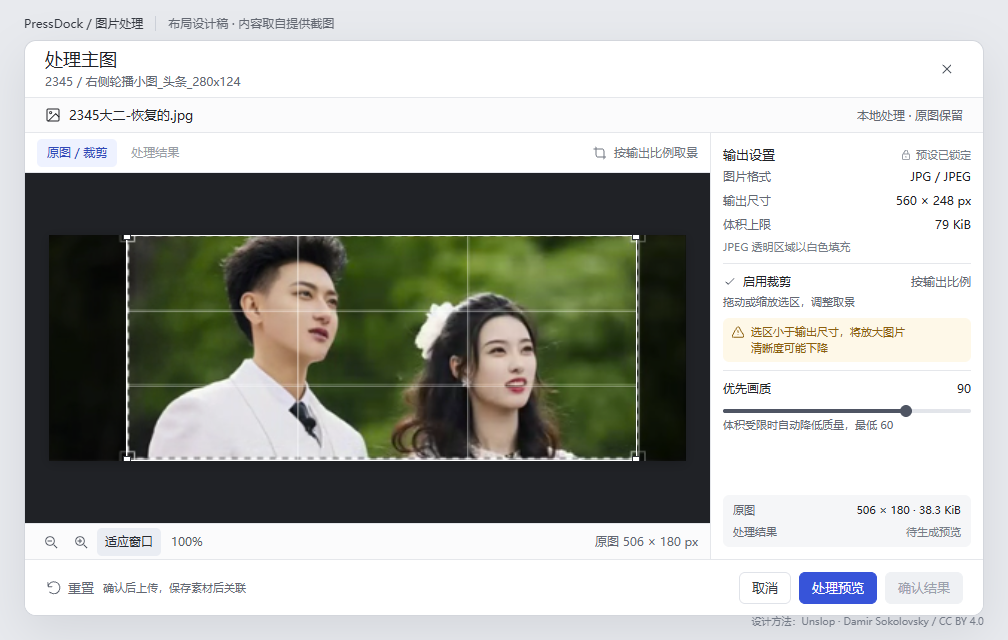 PressDock / 图片处理 布局设计稿 · 内容取自提供截图
处理主图
2345 / 右侧轮播小图_头条_280x124
2345大二-恢复的.jpg 本地处理 · 原图保留
原图 / 裁剪 处理结果 按输出比例取景
输出设置 预设已锁定
图片格式 JPG / JPEG
输出尺寸 560 × 248 px
体积上限 79 KiB
JPEG 透明区域以白色填充
启用裁剪 按输出比例
拖动或缩放选区，调整取景
选区小于输出尺寸，将放大图片
清晰度可能下降
优先画质 90
体积受限时自动降低质量，最低 60
原图 506 × 180 · 38.3 KiB
处理结果 待生成预览
适应窗口 100% 原图 506 × 180 px
重置 确认后上传，保存素材后关联 取消 处理预览 确认结果
设计方法：Unslop · Damir Sokolovsky / CC BY 4.0